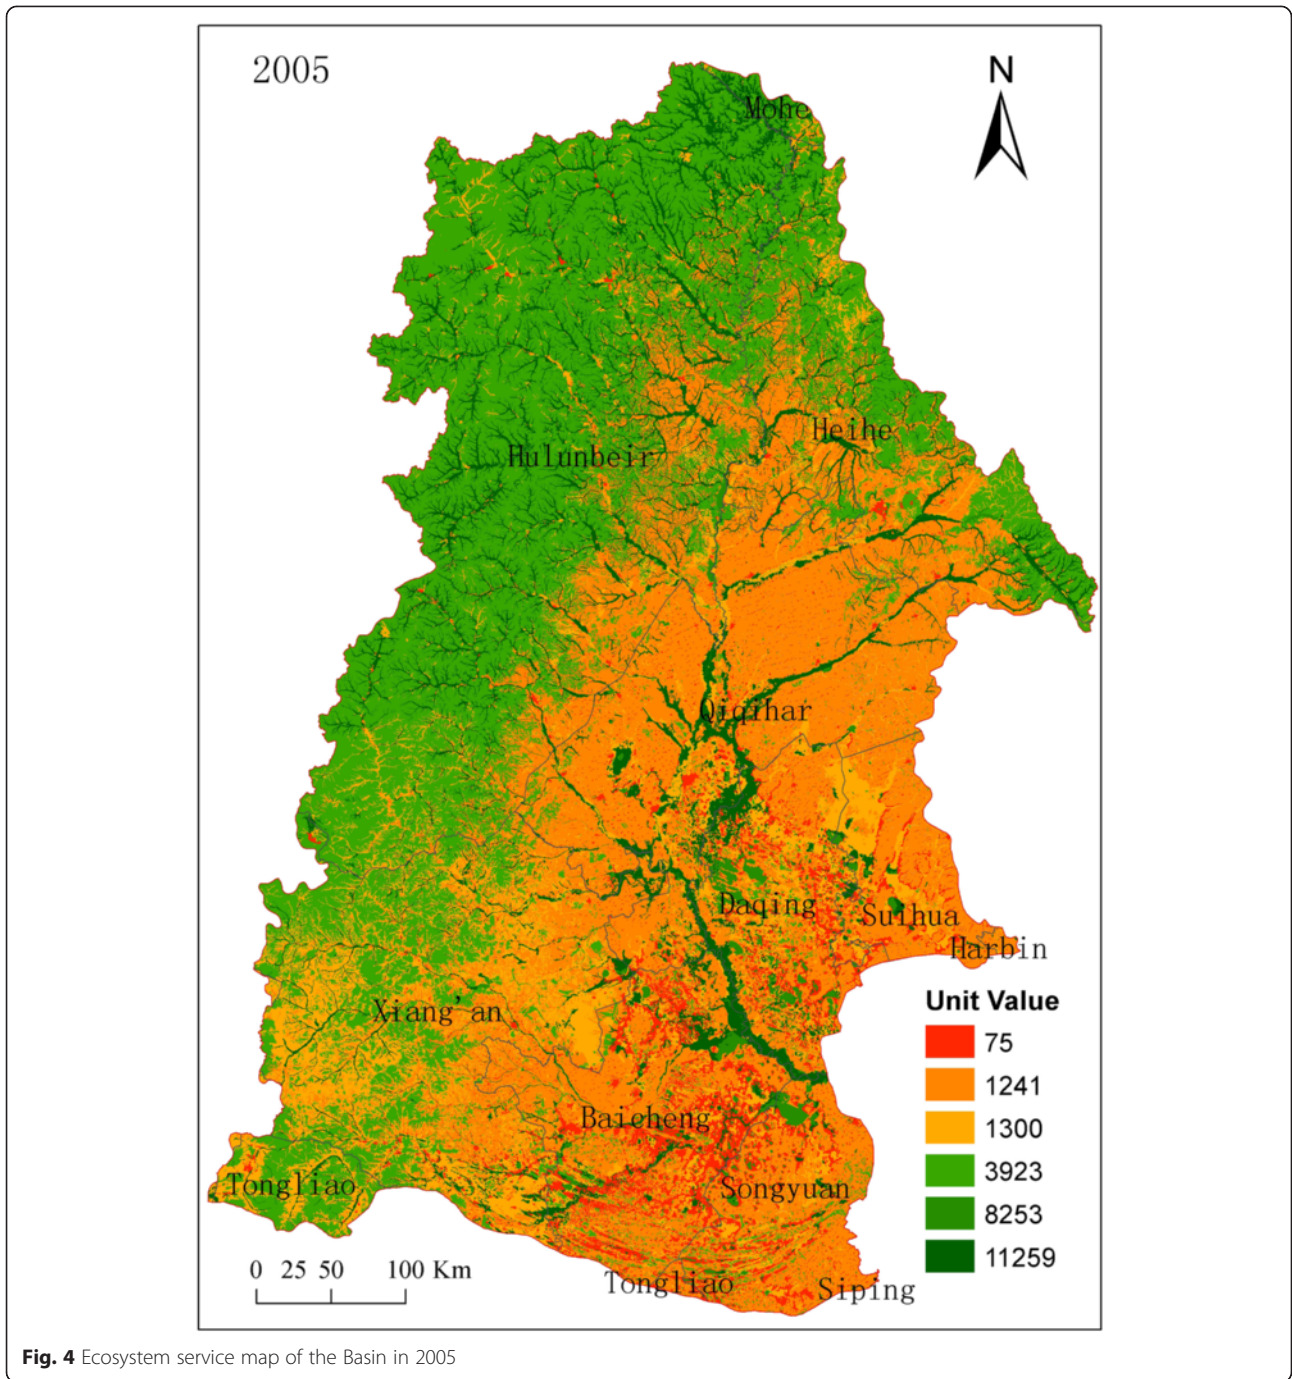 2005
N
Mohe
Heihe
Hulunbeir
Qiqihar
Daqing
Suihua
Harbin
Xiang'an
Unit Value
75
1241
1300
3923
8253
11259
Baicheng
Tongliao
Songyuan
0 25 50 100 Km
Tongliao
Siping
Fig. 4 Ecosystem service map of the Basin in 2005